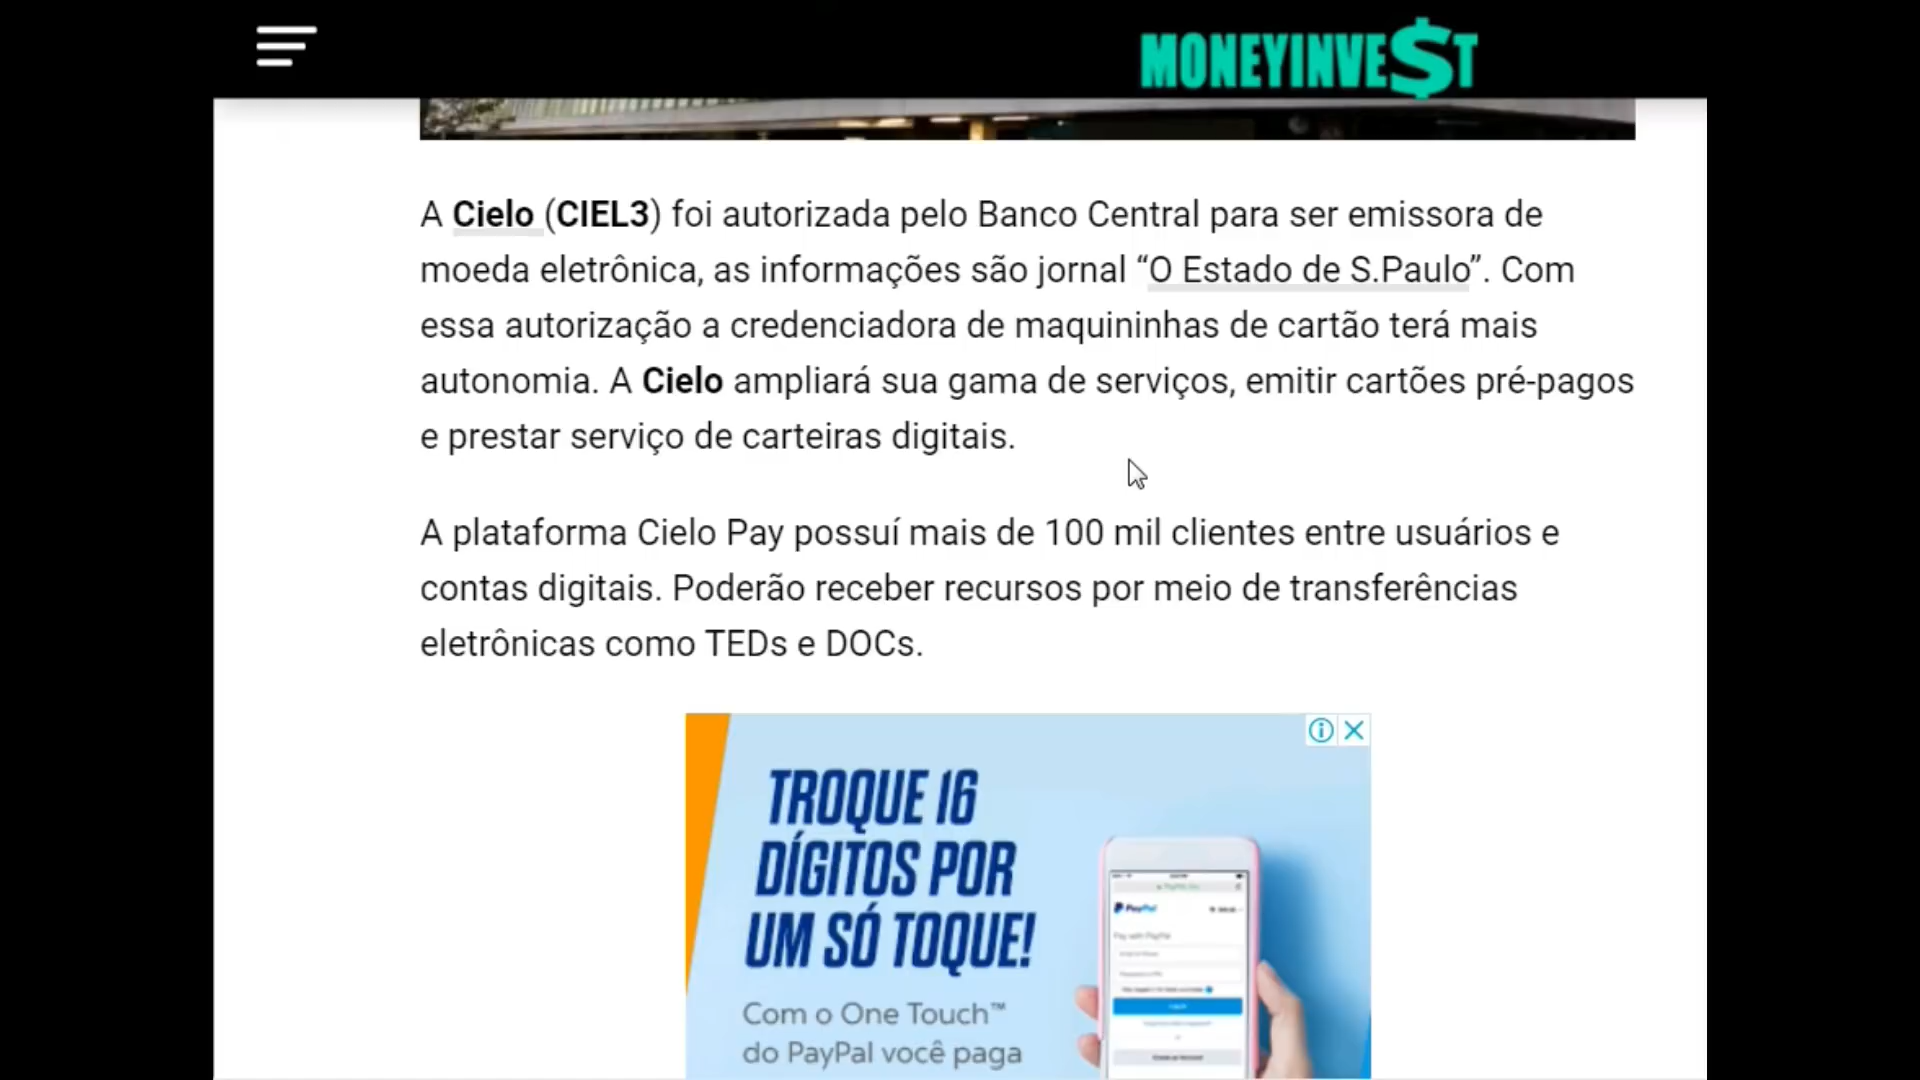 MONEYINVE$T
A Cielo (CIEL3) foi autorizada pelo Banco Central para ser emissora de
moeda eletrônica, as informações são jornal “O Estado de S.Paulo”. Com
essa autorização a credenciadora de maquininhas de cartão terá mais
autonomia. A Cielo ampliará sua gama de serviços, emitir cartões pré-pagos
e prestar serviço de carteiras digitais.
A plataforma Cielo Pay possuí mais de 100 mil clientes entre usuários e
contas digitais. Poderão receber recursos por meio de transferências
eletrônicas como TEDs e DOCs.
TROQUE 16
DÍGITOS POR
UM SÓ TOQUE!
Com o One Touch™
do PayPal você paga
PayPal
Pay with PayPal